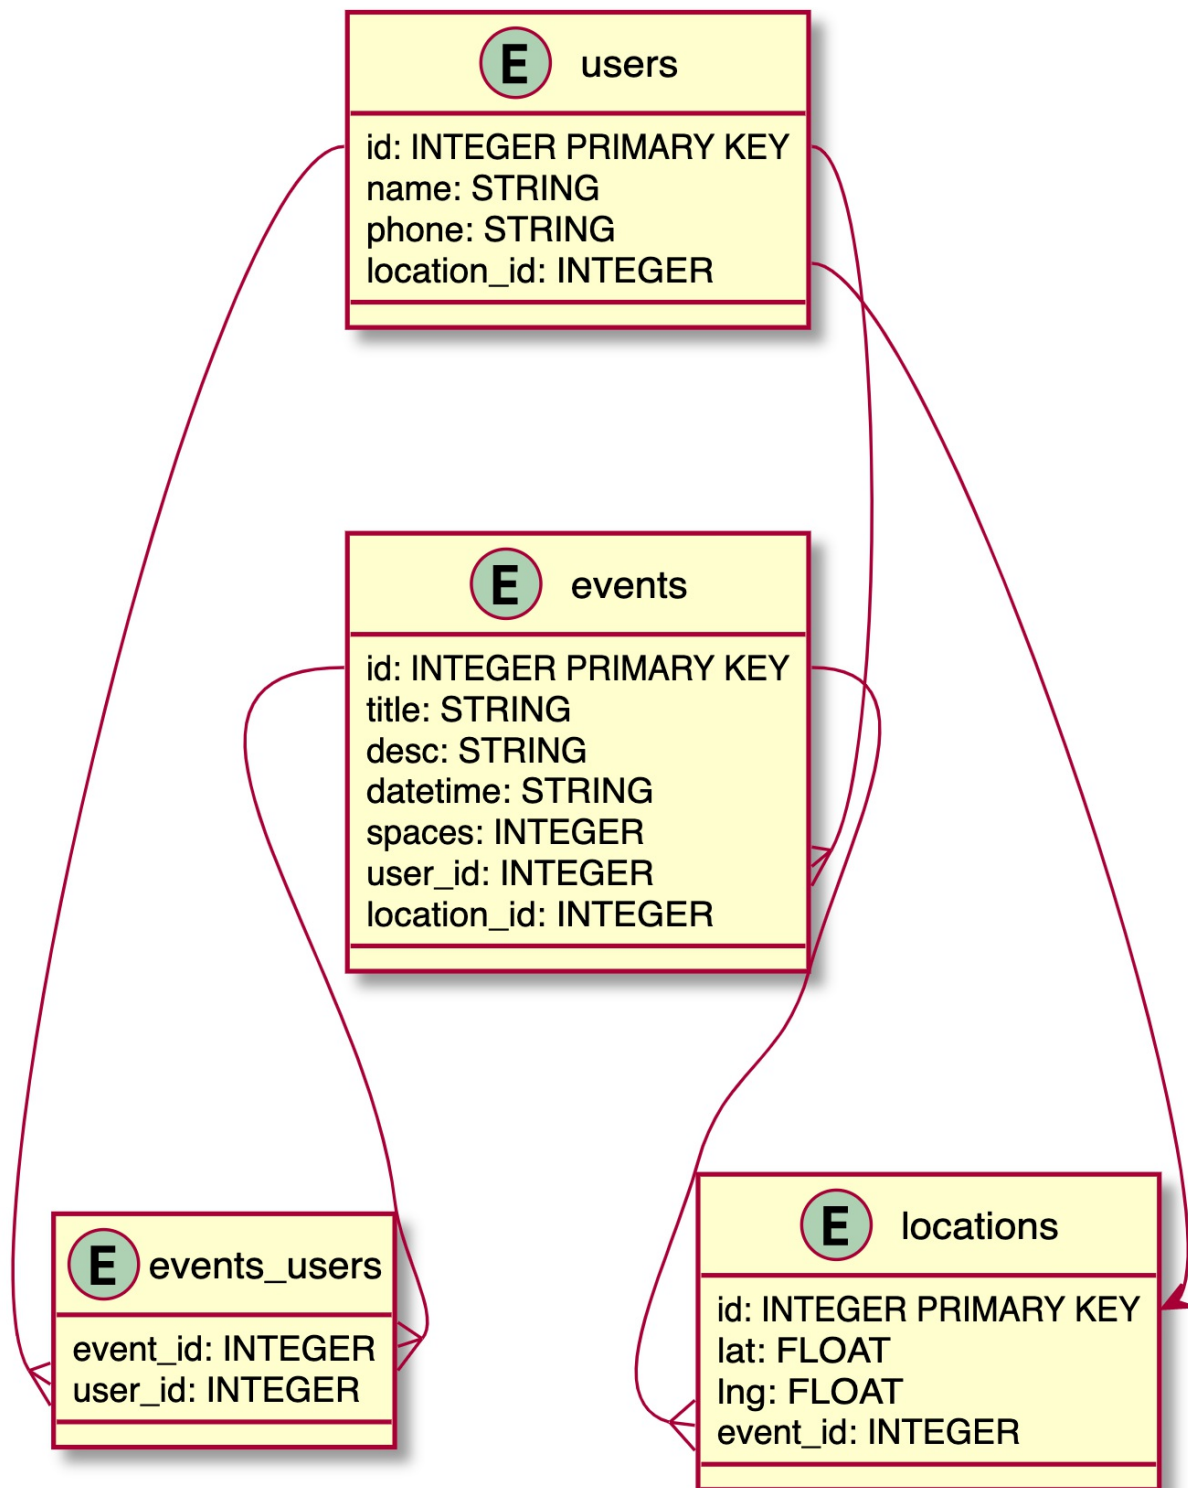 E users
id: INTEGER PRIMARY KEY
name: STRING
phone: STRING
location_id: INTEGER
E events
id: INTEGER PRIMARY KEY
title: STRING
desc: STRING
datetime: STRING
spaces: INTEGER
user_id: INTEGER
location_id: INTEGER
E events_users
event_id: INTEGER
user_id: INTEGER
E locations
id: INTEGER PRIMARY KEY
lat: FLOAT
lng: FLOAT
event_id: INTEGER